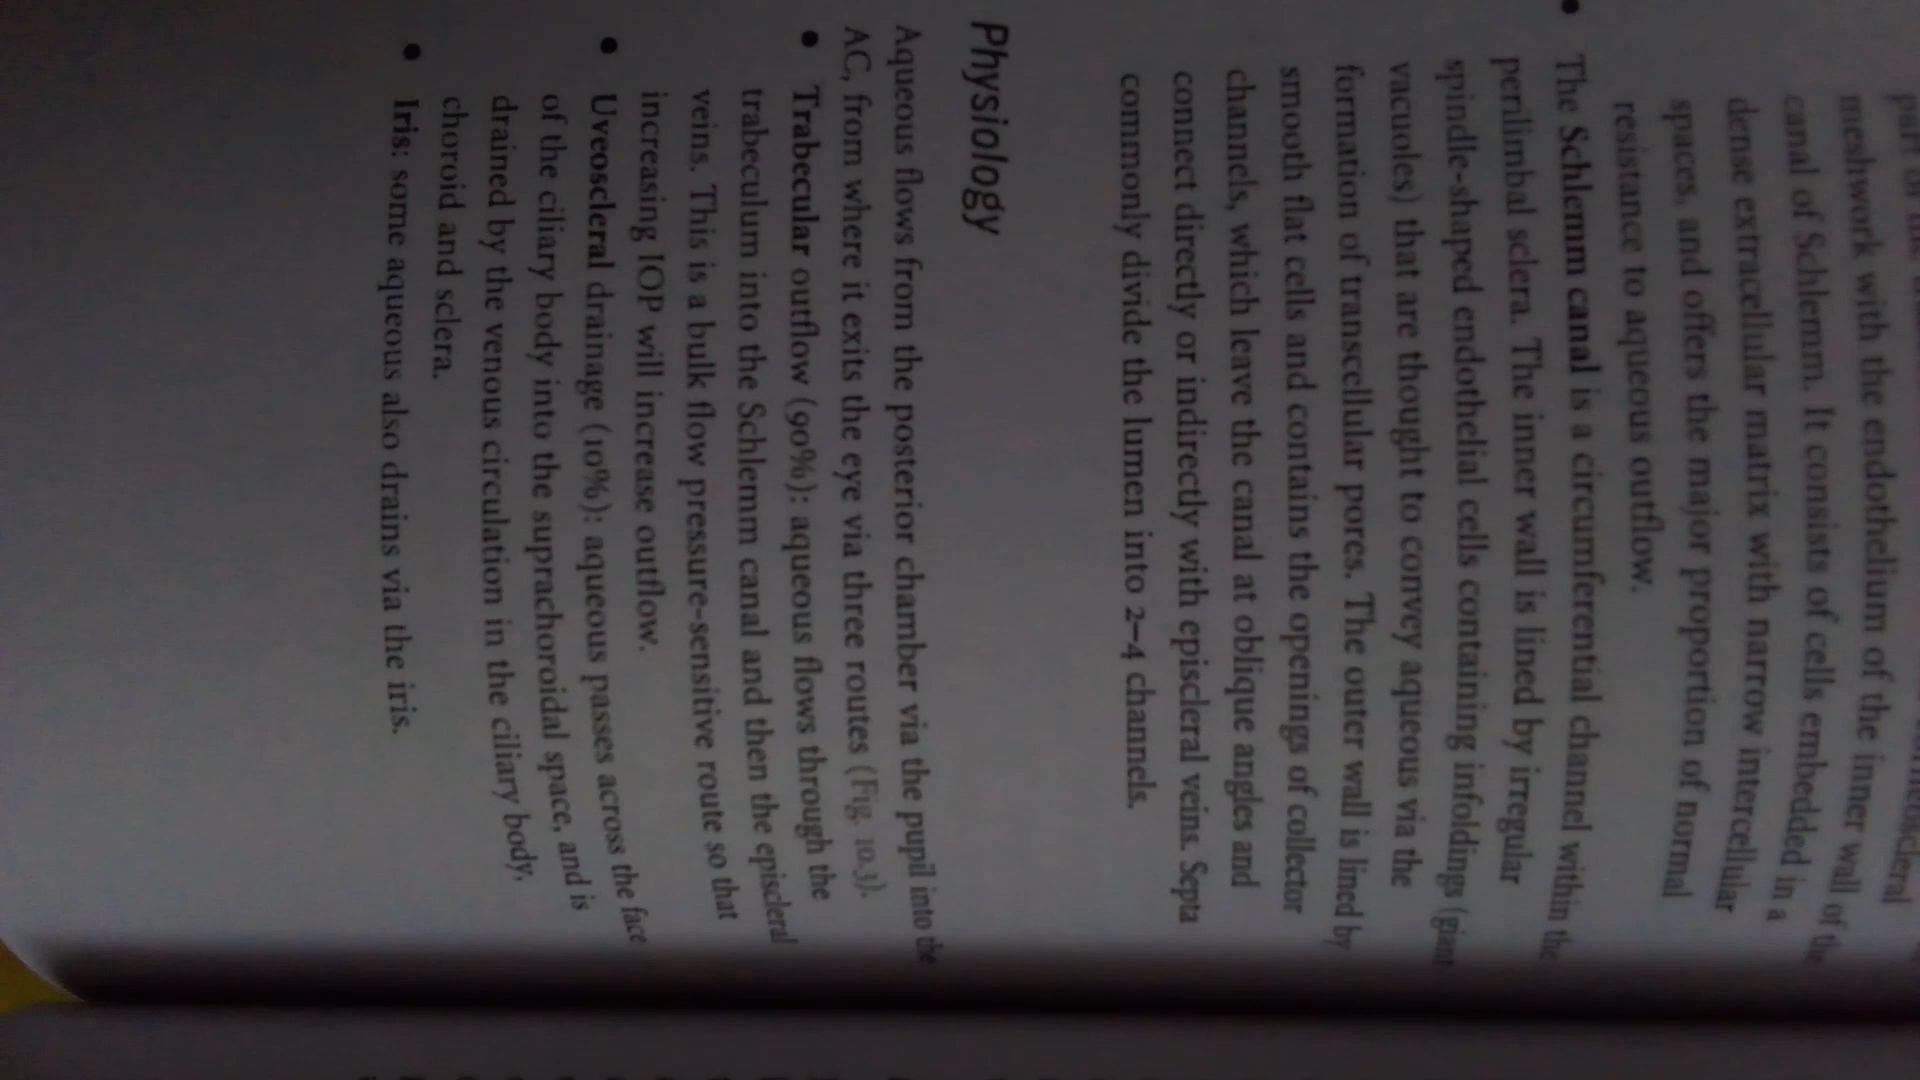 meshwork with the endothelium of the inner wall of the
canal of Schlemm. It consists of cells embedded in a
dense extracellular matrix with narrow intercellular
spaces, and offers the major proportion of normal
resistance to aqueous outflow.
• The Schlemm canal is a circumferential channel within the
perilimbal sclera. The inner wall is lined by irregular
spindle-shaped endothelial cells containing infoldings (giant
vacuoles) that are thought to convey aqueous via the
formation of transcellular pores. The outer wall is lined by
smooth flat cells and contains the openings of collector
channels, which leave the canal at oblique angles and
connect directly or indirectly with episcleral veins. Septa
commonly divide the lumen into 2–4 channels.
Physiology
Aqueous flows from the posterior chamber via the pupil into the
AC, from where it exits the eye via three routes (Fig. 10.3).
• Trabecular outflow (90%): aqueous flows through the
trabeculum into the Schlemm canal and then the episcleral
veins. This is a bulk flow pressure-sensitive route so that
increasing IOP will increase outflow.
• Uveoscleral drainage (10%): aqueous passes across the face
of the ciliary body into the suprachoroidal space, and is
drained by the venous circulation in the ciliary body,
choroid and sclera.
• Iris: some aqueous also drains via the iris.